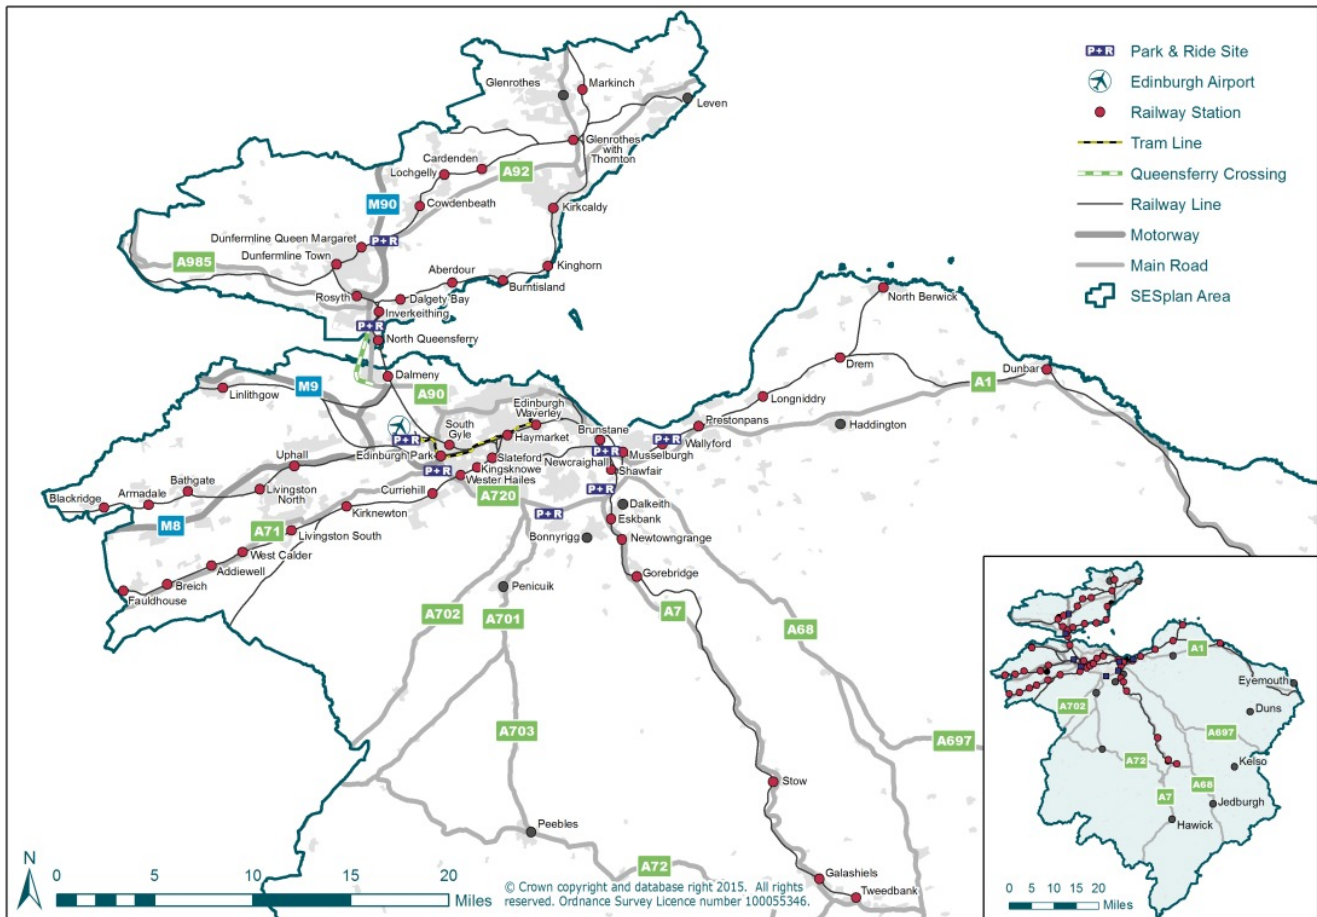 Glenrothes
Markinch
Leven
Glenrothes
with
Thornton
Cardenden
Lochgelly
A92
M90
Cowdenbeath
Kirkcaldy
Dunfermline Queen Margaret
P+R
Dunfermline Town
A985
Aberdour
Kinghorn
Burntisland
Rosyth
Dalgety Bay
Inverkeithing
P+R
North Queensferry
P+R Park & Ride Site
Edinburgh Airport
Railway Station
Tram Line
Queensferry Crossing
Railway Line
Motorway
Main Road
SESplan Area
North Berwick
Drem
Dunbar
A1
Longniddry
Haddington
Prestonpans
Wallyford
P+R
Dalmeny
M9
Linlithgow
A90
Edinburgh
Waverley
South
Gyle
Haymarket
Brunstane
P+R
P+R
Musselburgh
Edinburgh Park
Slateford
Newcraighall
Shawfair
Uphall
P+R
Kingsknowe
Wester Hailes
Bathgate
Armadale
Blackridge
Livingston
North
Curriehill
A720
P+R
Dalkeith
Kirknewton
P+R
Eskbank
M8
A71
Livingston South
Bonnyrigg
Newtongrange
West Calder
Addiewell
Breich
Fauldhouse
Gorebridge
Penicuik
A702
A701
A7
A68
A703
A697
Stow
Peebles
A72
Galashiels
Tweedbank
N
0 5 10 15 20
Miles
© Crown copyright and database right 2015. All rights
reserved. Ordnance Survey Licence number 100055346.
A1
Eyemouth
A702
Duns
A697
A72
Kelso
A68
A7
Jedburgh
Hawick
0 5 10 15 20
Miles